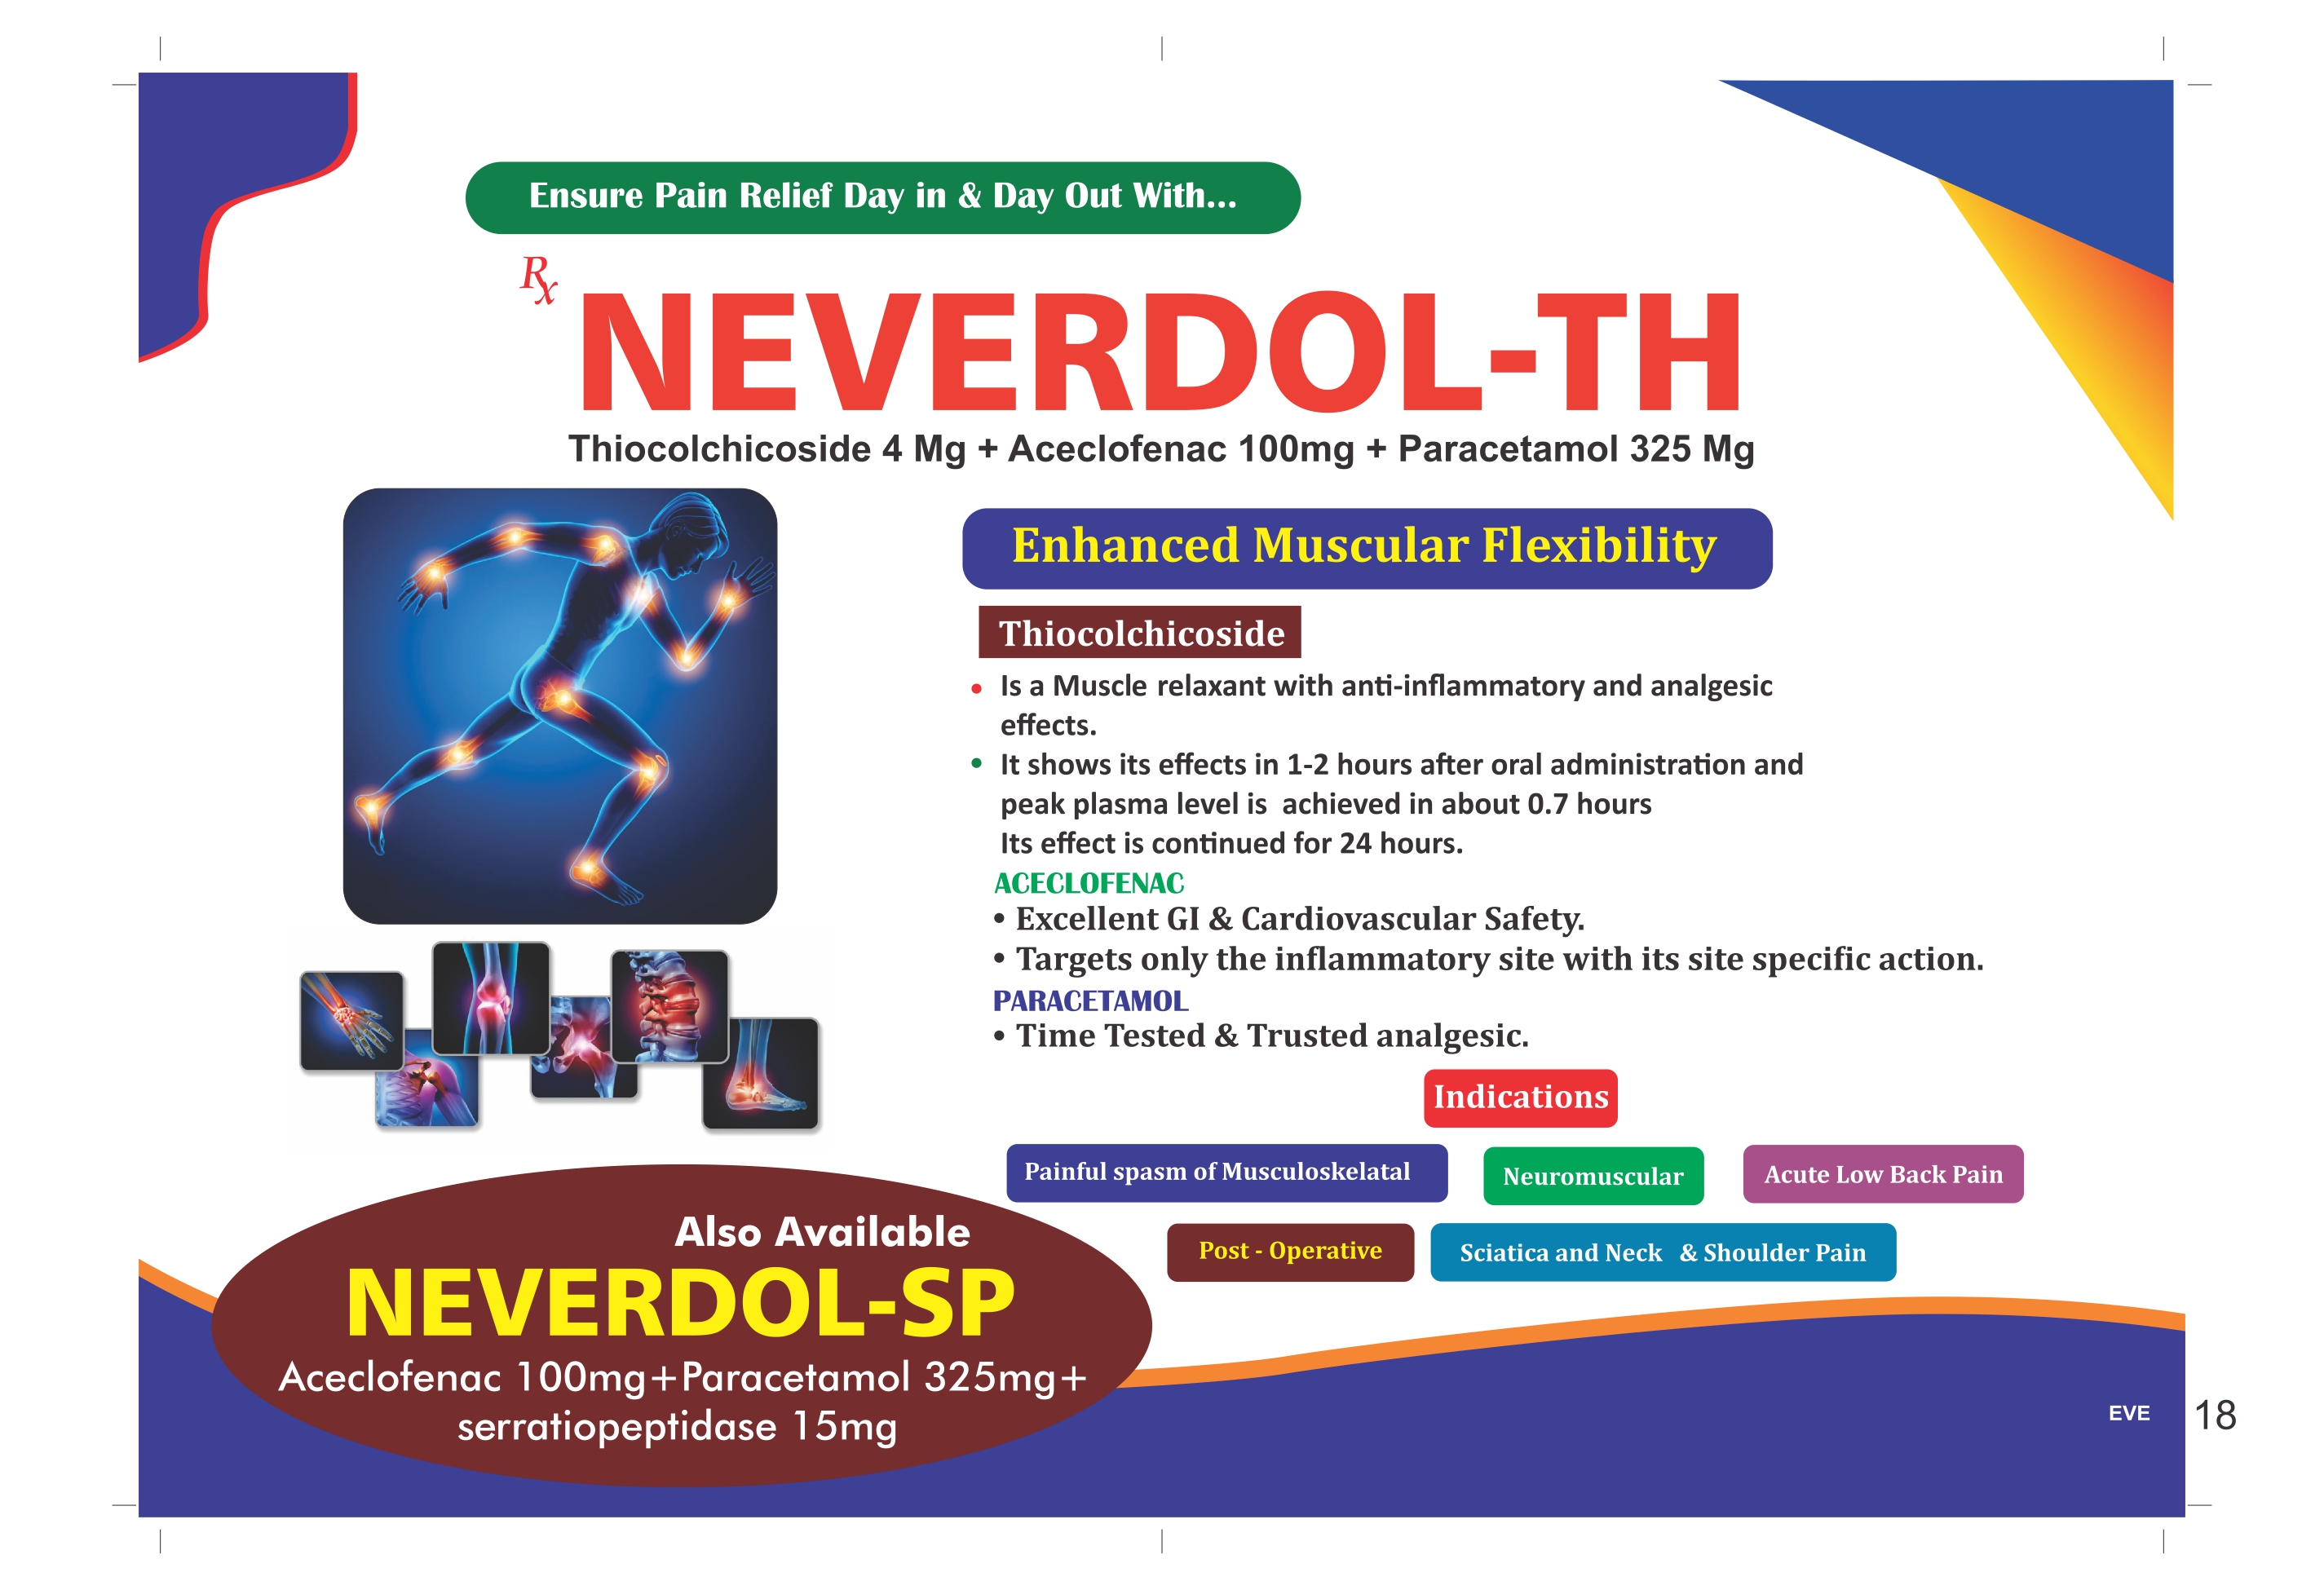 Ensure Pain Relief Day in & Day Out With...
Rx NEVERDOL-TH
Thiocolchicoside 4 Mg + Aceclofenac 100mg + Paracetamol 325 Mg
Enhanced Muscular Flexibility
Thiocolchicoside
• Is a Muscle relaxant with anti-inflammatory and analgesic
effects.
• It shows its effects in 1-2 hours after oral administration and
peak plasma level is achieved in about 0.7 hours
Its effect is continued for 24 hours.
ACECLOFENAC
• Excellent GI & Cardiovascular Safety.
• Targets only the inflammatory site with its site specific action.
PARACETAMOL
• Time Tested & Trusted analgesic.
Indications
Painful spasm of Musculoskelatal
Neuromuscular
Acute Low Back Pain
Post - Operative
Sciatica and Neck & Shoulder Pain
Also Available
NEVERDOL-SP
Aceclofenac 100mg+Paracetamol 325mg+
serratiopeptidase 15mg
EVE
18